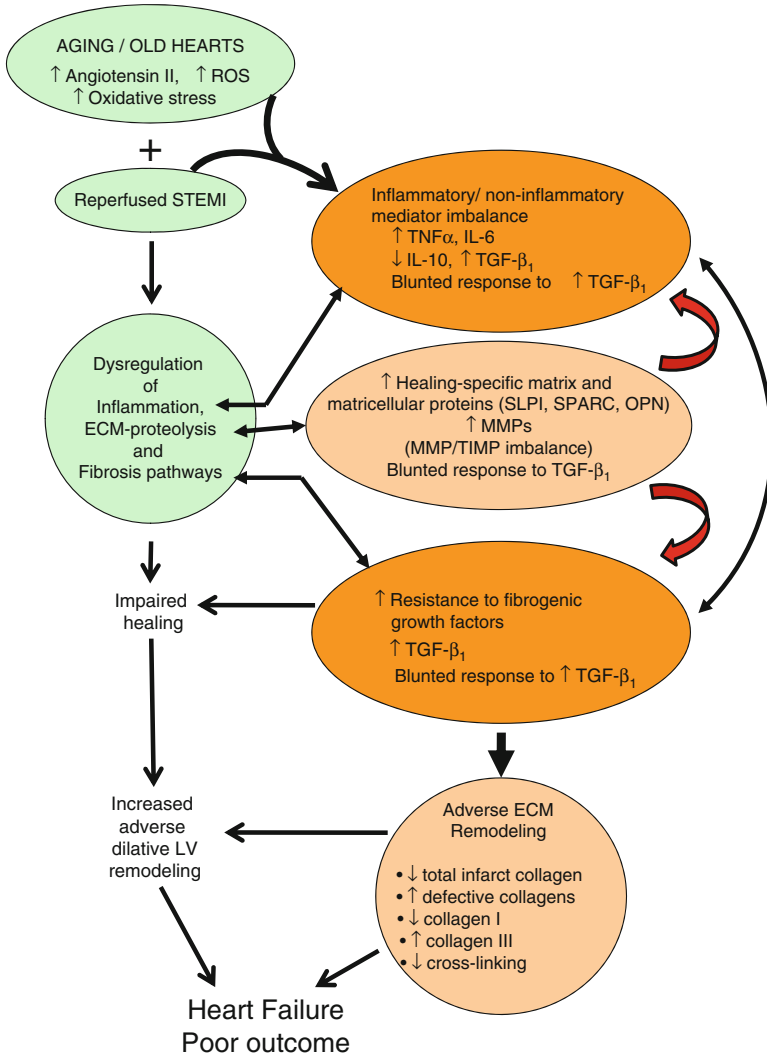 AGING / OLD HEARTS
↑ Angiotensin II, ↑ ROS
↑ Oxidative stress
+
Reperfused STEMI
Inflammatory/ non-inflammatory
mediator imbalance
↑ TNFα, IL-6
↓ IL-10, ↑ TGF-β₁
Blunted response to ↑ TGF-β₁
Dysregulation
of
Inflammation,
ECM-proteolysis
and
Fibrosis pathways
↑ Healing-specific matrix and
matricellular proteins (SLPI, SPARC, OPN)
↑ MMPs
(MMP/TIMP imbalance)
Blunted response to TGF-β₁
Impaired
healing
↑ Resistance to fibrogenic
growth factors
↑ TGF-β₁
Blunted response to ↑ TGF-β₁
Increased
adverse
dilative LV
remodeling
Adverse ECM
Remodeling
• ↓ total infarct collagen
• ↑ defective collagens
• ↓ collagen I
• ↑ collagen III
• ↓ cross-linking
Heart Failure
Poor outcome